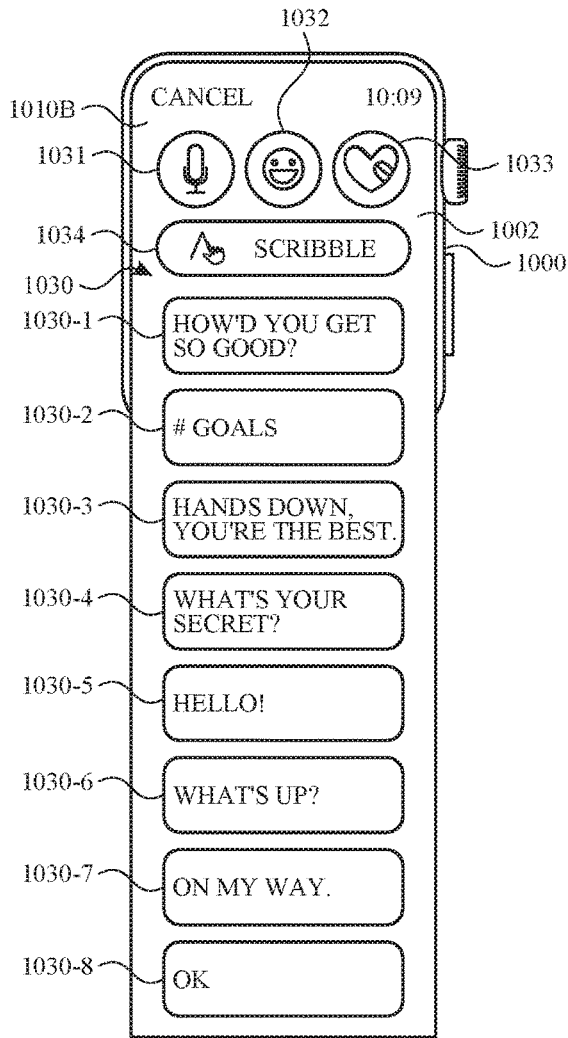 1032
1010B
CANCEL 10:09
1031
1033
1034
SCRIBBLE
1002
1000
1030
1030-1
HOW'D YOU GET
SO GOOD?
1030-2
# GOALS
1030-3
HANDS DOWN,
YOU'RE THE BEST.
1030-4
WHAT'S YOUR
SECRET?
1030-5
HELLO!
1030-6
WHAT'S UP?
1030-7
ON MY WAY.
1030-8
OK